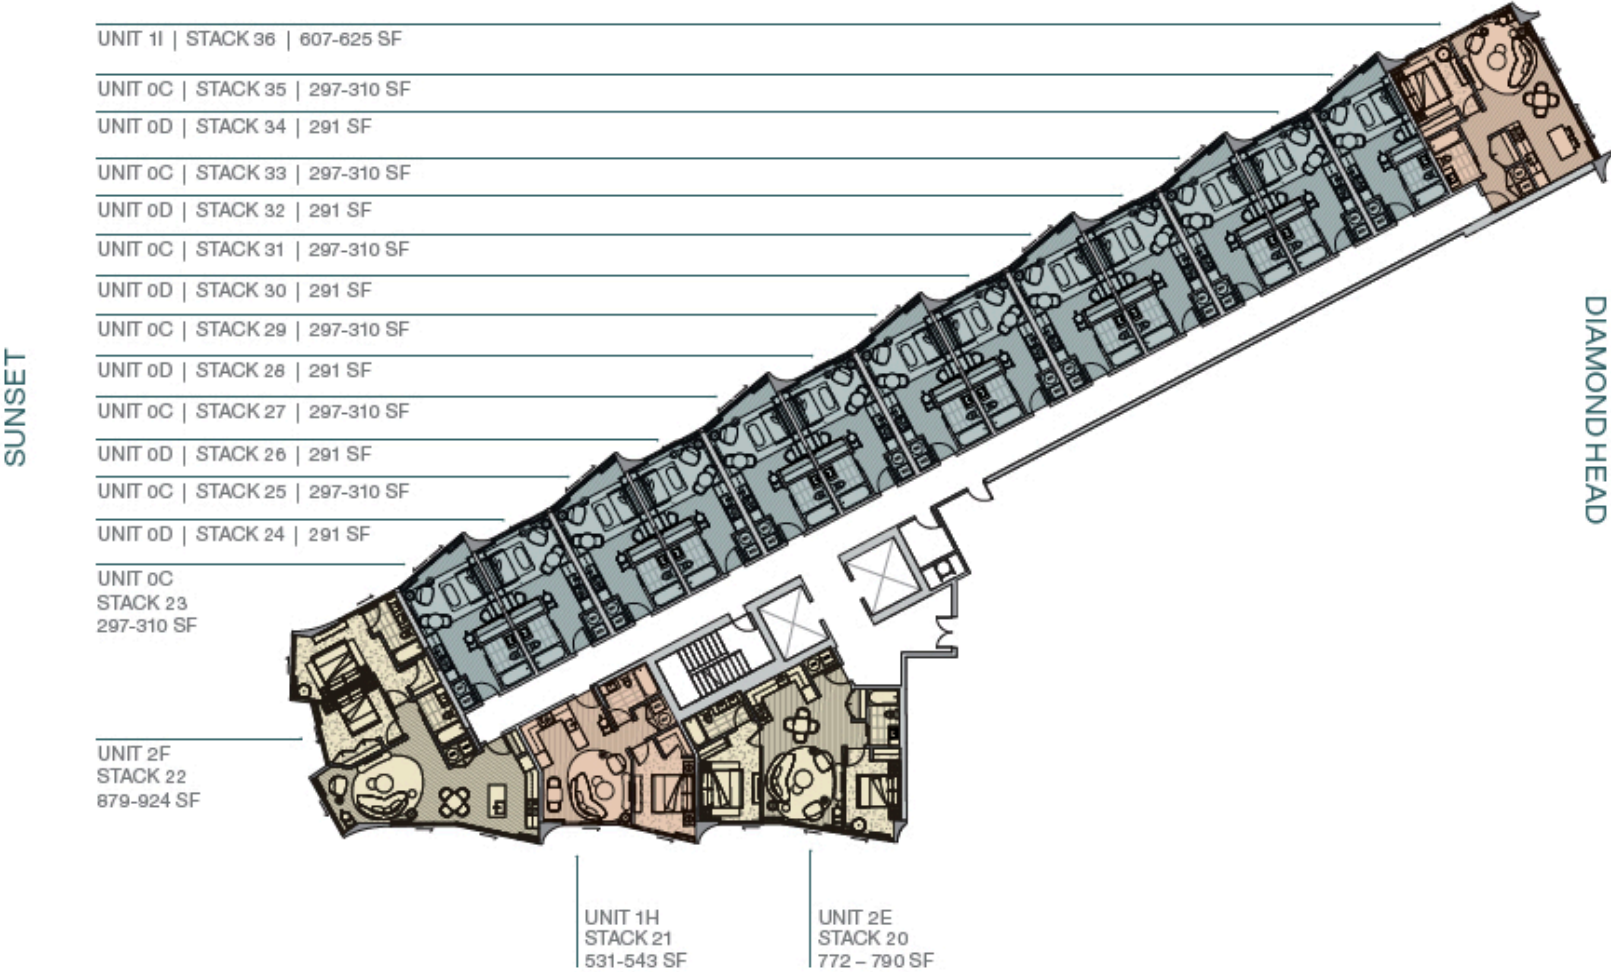 UNIT 1I | STACK 36 | 607-625 SF
UNIT 0C | STACK 35 | 297-310 SF
UNIT 0D | STACK 34 | 291 SF
UNIT 0C | STACK 33 | 297-310 SF
UNIT 0D | STACK 32 | 291 SF
UNIT 0C | STACK 31 | 297-310 SF
UNIT 0D | STACK 30 | 291 SF
UNIT 0C | STACK 29 | 297-310 SF
UNIT 0D | STACK 28 | 291 SF
UNIT 0C | STACK 27 | 297-310 SF
UNIT 0D | STACK 26 | 291 SF
UNIT 0C | STACK 25 | 297-310 SF
UNIT 0D | STACK 24 | 291 SF
UNIT 0C
STACK 23
297-310 SF
UNIT 2F
STACK 22
879-924 SF
UNIT 1H
STACK 21
531-543 SF
UNIT 2E
STACK 20
772 – 790 SF
SUNSET
DIAMOND HEAD